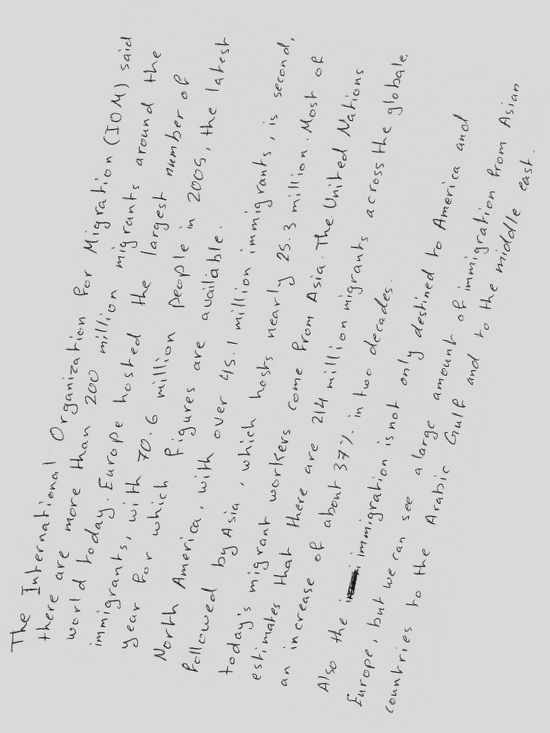 The International Organization for Migration (IOM) said
there are more than 200 million migrants around the
world today. Europe hosted the largest number of
immigrants, with 70.6 million people in 2005, the latest
year for which figures are available.
North America, with over 45.1 million immigrants, is second,
followed by Asia, which hosts nearly 25.3 million. Most of
today's migrant workers come from Asia. The United Nations
estimates that there are 214 million migrants across the globale,
an increase of about 37% in two decades.
Also the immigration is not only destined to America and
Europe, but we can see a large amount of immigration from Asian
countries to the Arabic Gulf and to the middle east.